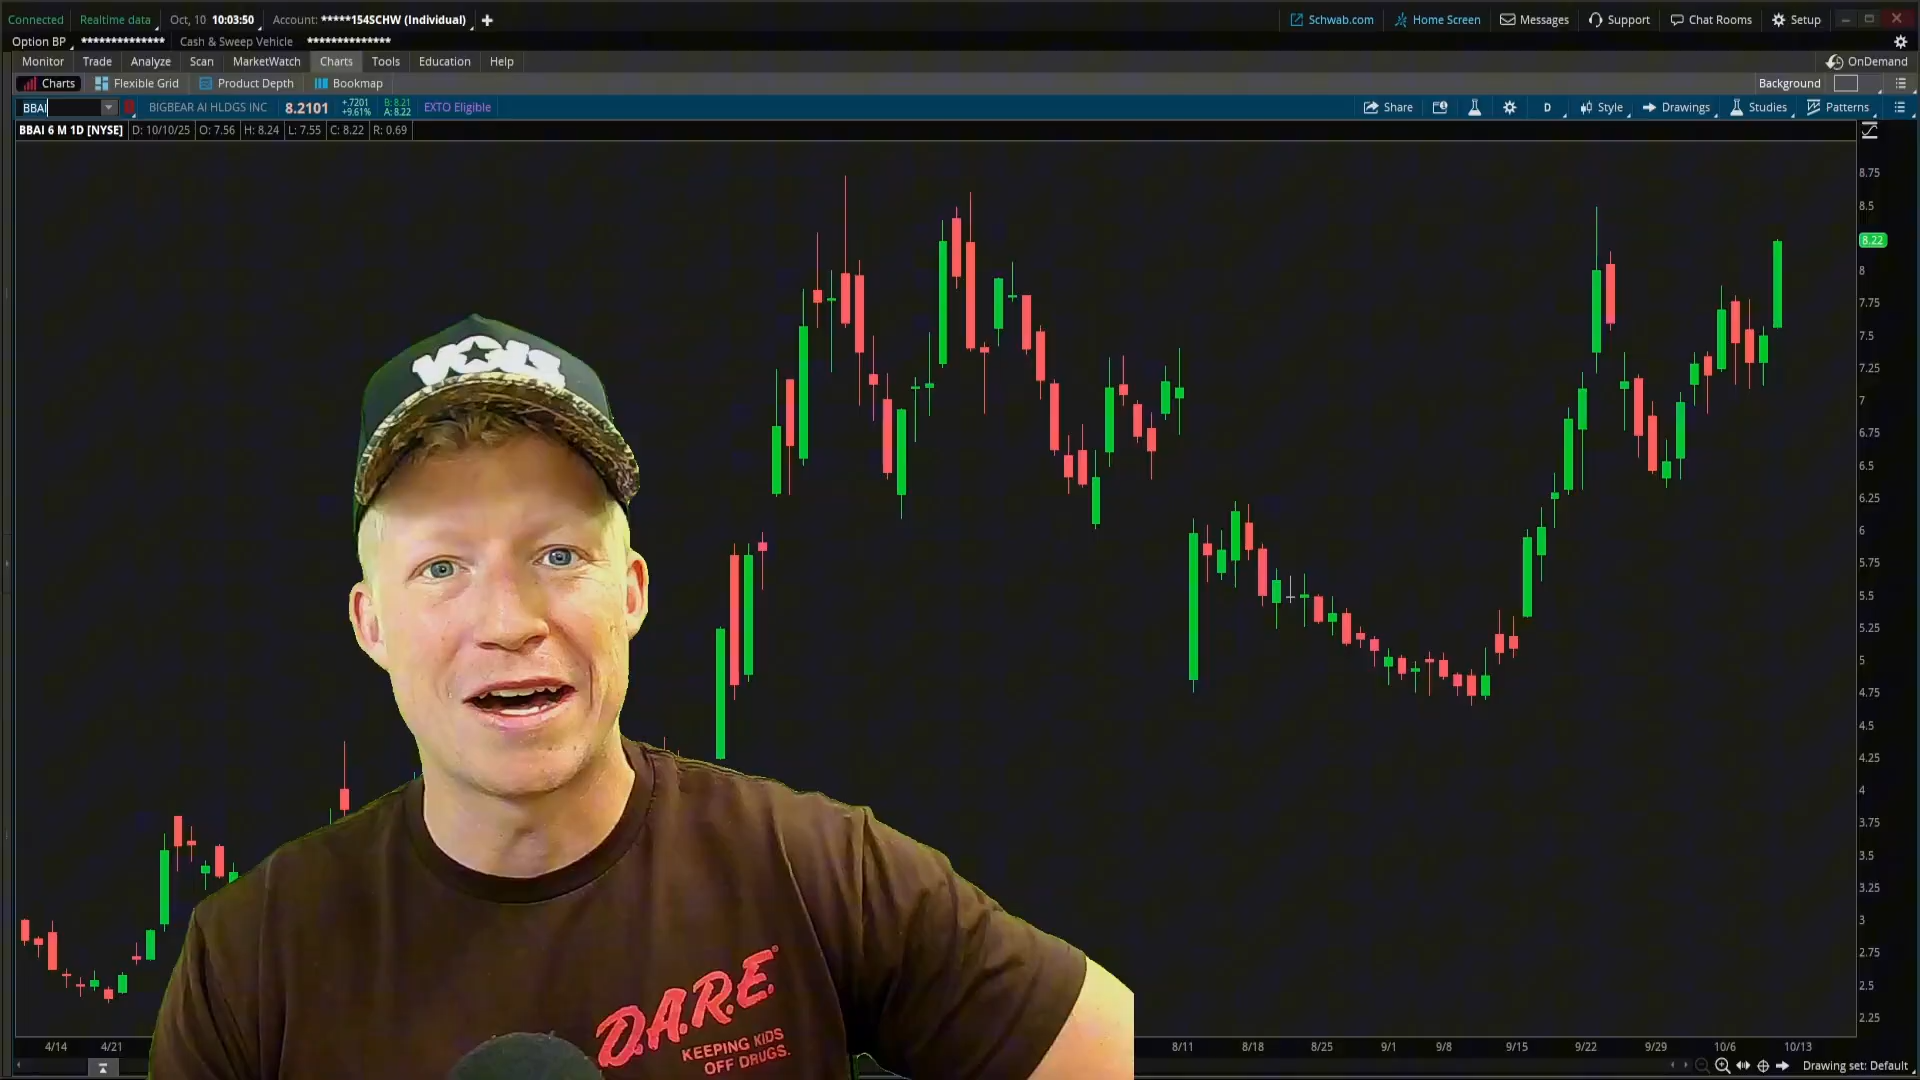 Connected Realtime data Oct, 10 10:03:50 Account: *****154SCHW (Individual) Schwab.com Home Screen Messages Support Chat Rooms Setup
Option BP ************** Cash & Sweep Vehicle **************
Monitor Trade Analyze Scan MarketWatch Charts Tools Education Help OnDemand
Charts Flexible Grid Product Depth Bookmap Background
BBAI BIGBEAR AI HLDGS INC 8.2101 +.7201 +9.61% B: 8.21 A: 8.22 EXTO Eligible Share D Style Drawings Studies Patterns
BBAI 6 M 1D [NYSE] D: 10/10/25 O: 7.56 H: 8.24 L: 7.55 C: 8.22 R: 0.69
8.75
8.5
8.22
8
7.75
7.5
7.25
7
6.75
6.5
6.25
6
5.75
5.5
5.25
5
4.75
4.5
4.25
4
3.75
3.5
3.25
3
2.75
2.5
2.25
VOLS
D.A.R.E.®
KEEPING KIDS
OFF DRUGS.
4/14 4/21 8/11 8/18 8/25 9/1 9/8 9/15 9/22 9/29 10/6 10/13
Drawing set: Default